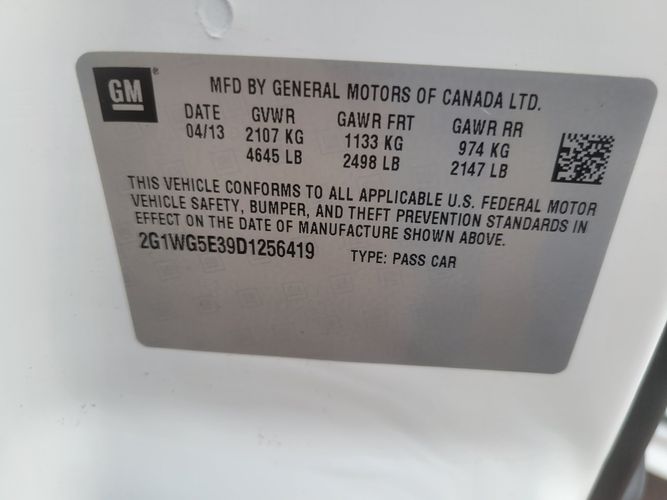 GM ®
MFD BY GENERAL MOTORS OF CANADA LTD.
DATE GVWR GAWR FRT GAWR RR
04/13 2107 KG 1133 KG 974 KG
4645 LB 2498 LB 2147 LB
THIS VEHICLE CONFORMS TO ALL APPLICABLE U.S. FEDERAL MOTOR
VEHICLE SAFETY, BUMPER, AND THEFT PREVENTION STANDARDS IN
EFFECT ON THE DATE OF MANUFACTURE SHOWN ABOVE.
2G1WG5E39D1256419 TYPE: PASS CAR